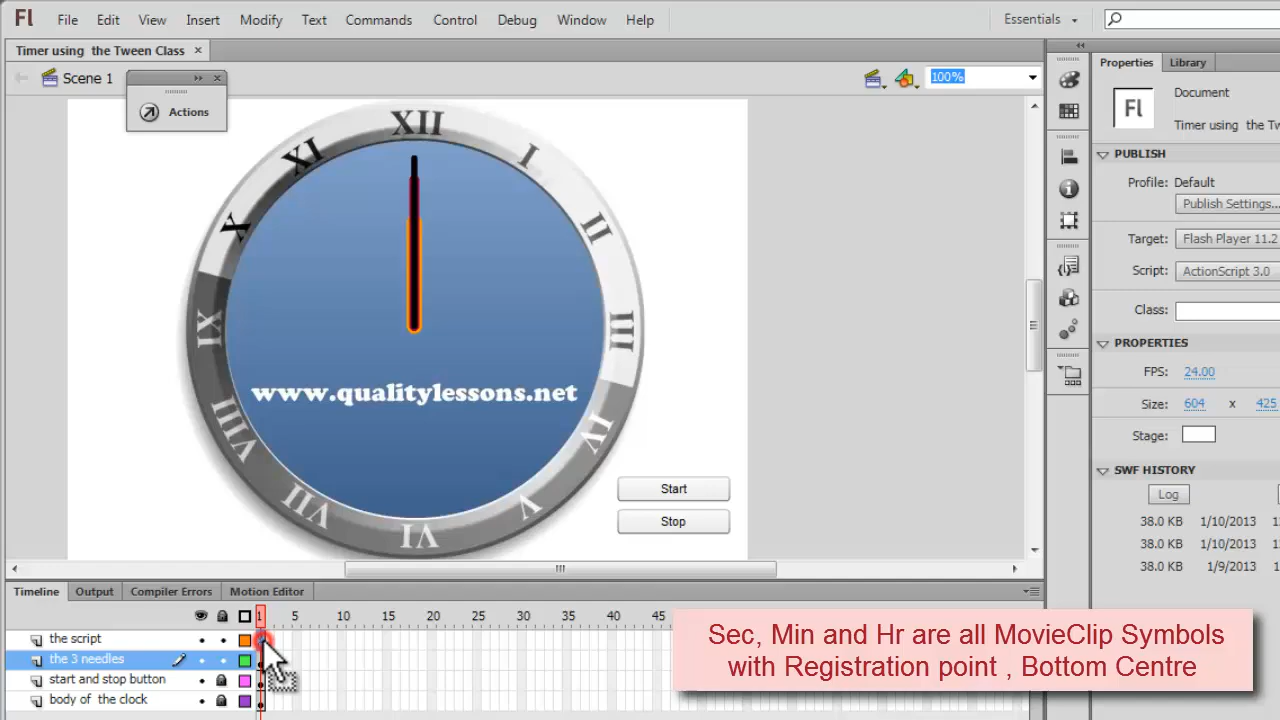 Fl File Edit View Insert Modify Text Commands Control Debug Window Help Essentials
Timer using the Tween Class ×
Scene 1
100%
Actions
XII
XI
I
X
II
IX
III
VIII
IV
VII
V
VI
www.qualitylessons.net
Start
Stop
Properties Library
Fl
Document
Timer using the Tw
PUBLISH
Profile: Default
Publish Settings...
Target: Flash Player 11.2
Script: ActionScript 3.0
Class:
PROPERTIES
FPS: 24.00
Size: 604 x 425
Stage:
SWF HISTORY
Log
38.0 KB 1/10/2013
38.0 KB 1/10/2013
38.0 KB 1/9/2013
Timeline Output Compiler Errors Motion Editor
1 5 10 15 20 25 30 35 40 45
the script
the 3 needles
start and stop button
body of the clock
Sec, Min and Hr are all MovieClip Symbols
with Registration point , Bottom Centre